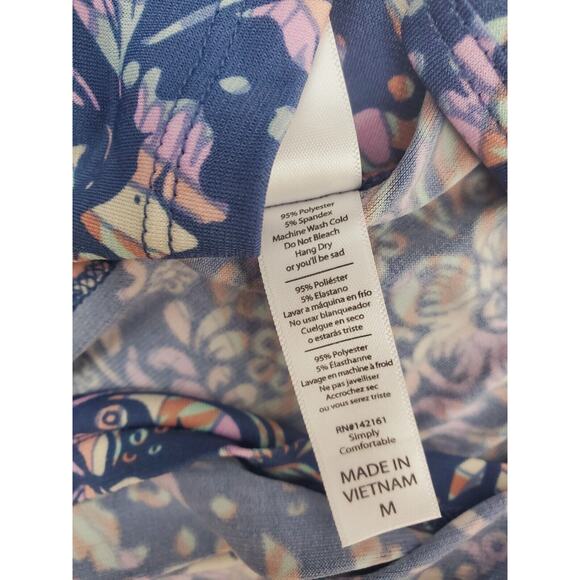 95% Polyester
5% Spandex
Machine Wash Cold
Do Not Bleach
Hang Dry
or you'll be sad
95% Poliéster
5% Elastano
Lavar a máquina en frío
No usar blanqueador
Cuelgue en seco
o estarás triste
95% Polyester
5% Élasthanne
Lavage en machine à froid
Ne pas javelliser
Accrochez sec
ou vous serez triste
RN#142161
Simply
Comfortable
MADE IN
VIETNAM
M